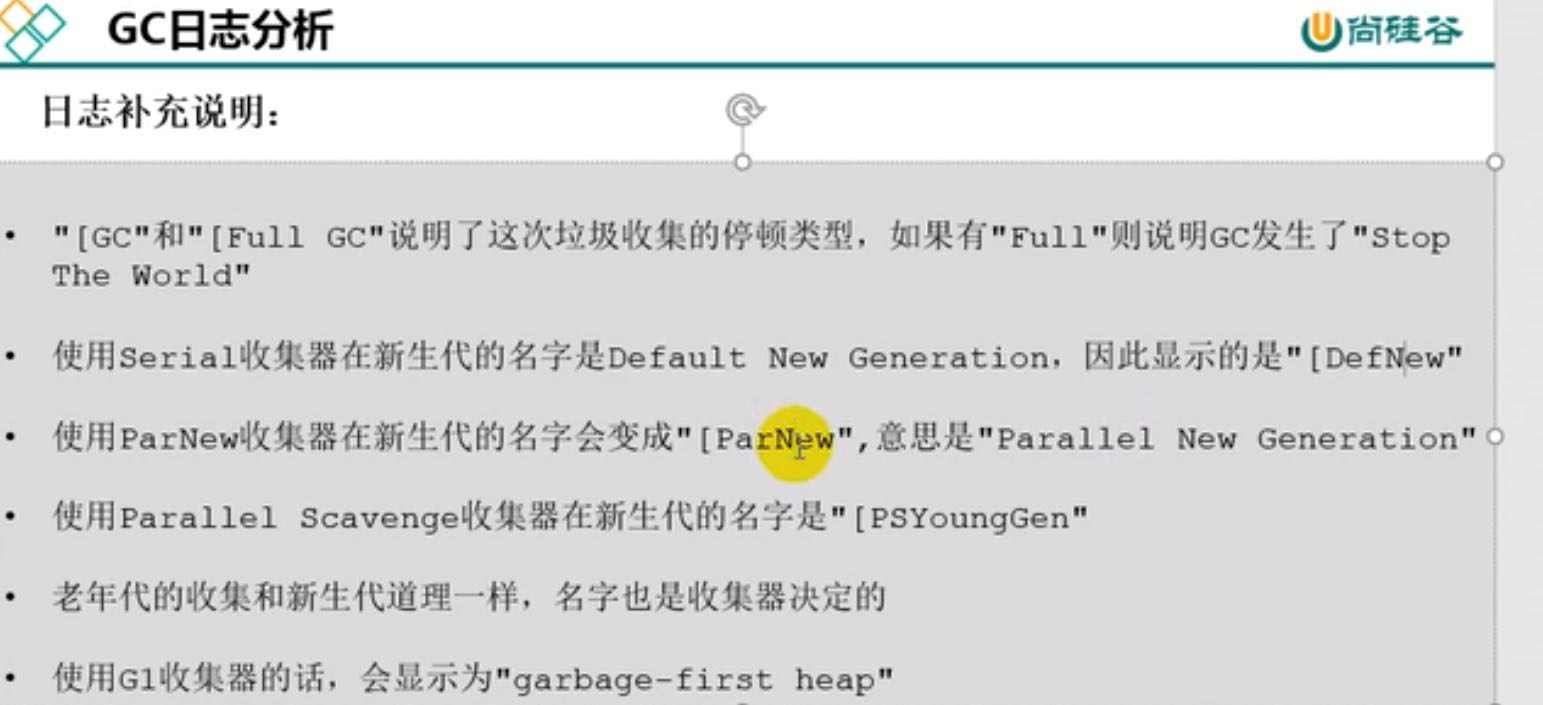 GC日志分析
尚硅谷
日志补充说明：
• "[GC"和"[Full GC"说明了这次垃圾收集的停顿类型，如果有"Full"则说明GC发生了"Stop
The World"
• 使用Serial收集器在新生代的名字是Default New Generation，因此显示的是"[DefNew"
• 使用ParNew收集器在新生代的名字会变成"[ParNew",意思是"Parallel New Generation"
• 使用Parallel Scavenge收集器在新生代的名字是"[PSYoungGen"
• 老年代的收集和新生代道理一样，名字也是收集器决定的
• 使用G1收集器的话，会显示为"garbage-first heap"